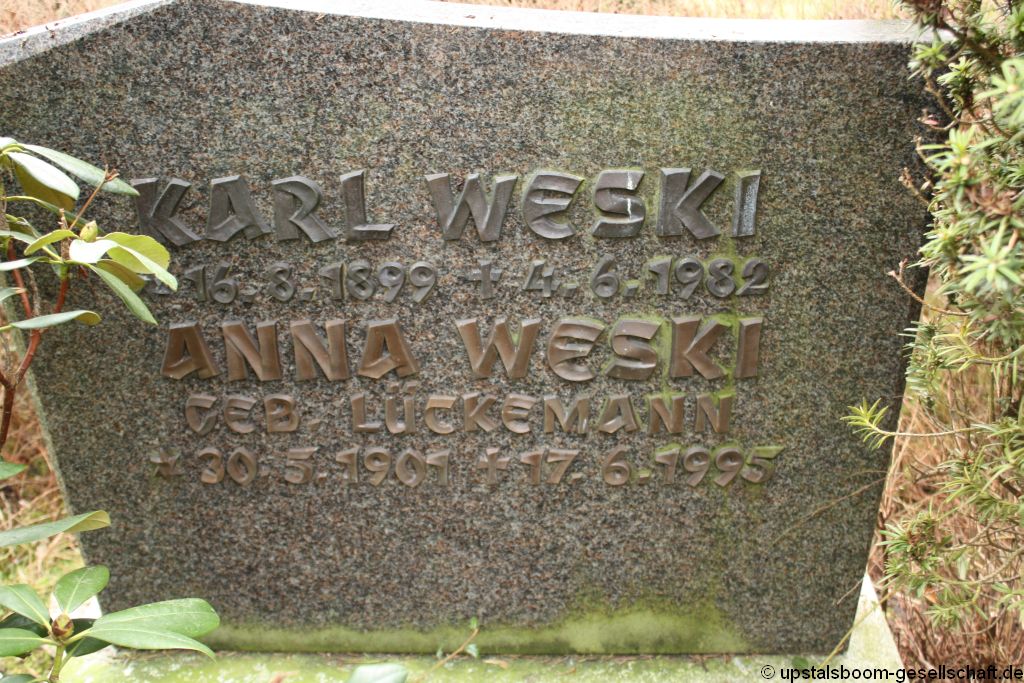 KARL WESKI
* 16.8.1899 † 4.6.1982
ANNA WESKI
GEB. LÜCKEMANN
* 30.5.1901 † 17.6.1995
© upstalsboom-gesellschaft.de